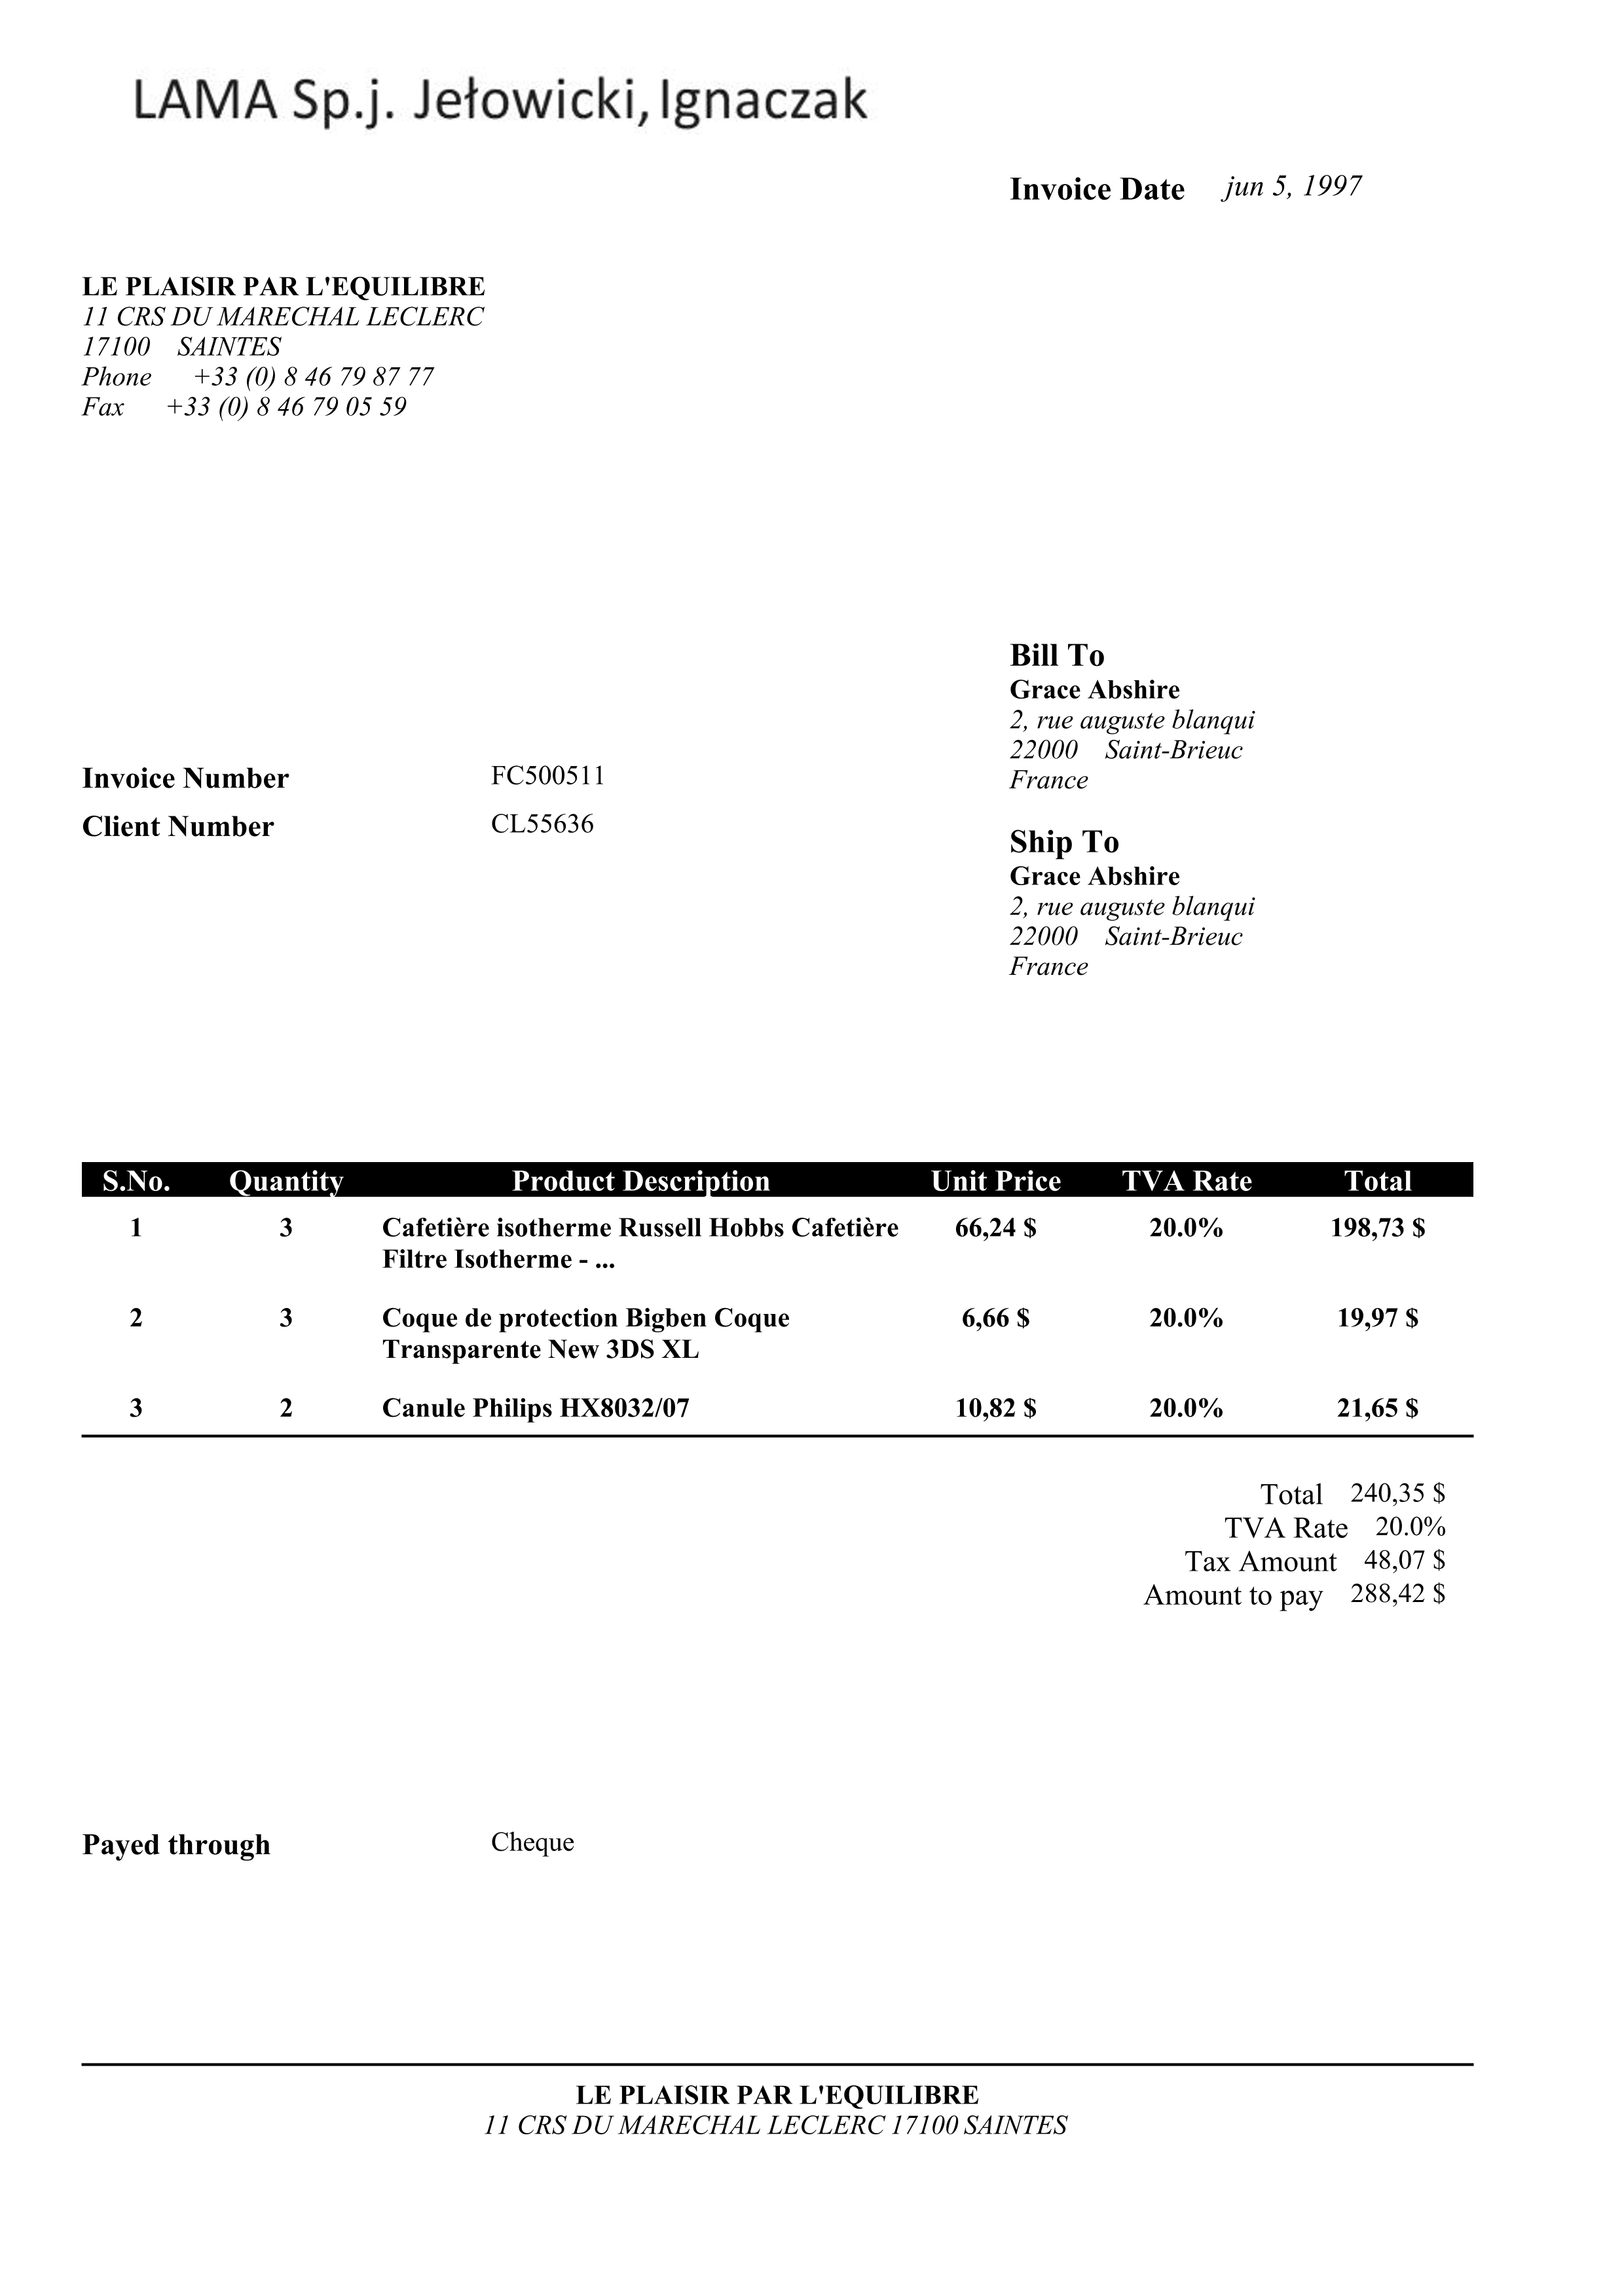 LAMA Sp.j. Jełowicki, Ignaczak
Invoice Date jun 5, 1997
LE PLAISIR PAR L'EQUILIBRE
11 CRS DU MARECHAL LECLERC
17100 SAINTES
Phone +33 (0) 8 46 79 87 77
Fax +33 (0) 8 46 79 05 59
Bill To
Grace Abshire
2, rue auguste blanqui
22000 Saint-Brieuc
France
Invoice Number FC500511
Client Number CL55636
Ship To
Grace Abshire
2, rue auguste blanqui
22000 Saint-Brieuc
France
S.No. Quantity Product Description Unit Price TVA Rate Total
1 3 Cafetière isotherme Russell Hobbs Cafetière 66,24 $ 20.0% 198,73 $
Filtre Isotherme - ...
2 3 Coque de protection Bigben Coque 6,66 $ 20.0% 19,97 $
Transparente New 3DS XL
3 2 Canule Philips HX8032/07 10,82 $ 20.0% 21,65 $
Total 240,35 $
TVA Rate 20.0%
Tax Amount 48,07 $
Amount to pay 288,42 $
Payed through Cheque
LE PLAISIR PAR L'EQUILIBRE
11 CRS DU MARECHAL LECLERC 17100 SAINTES